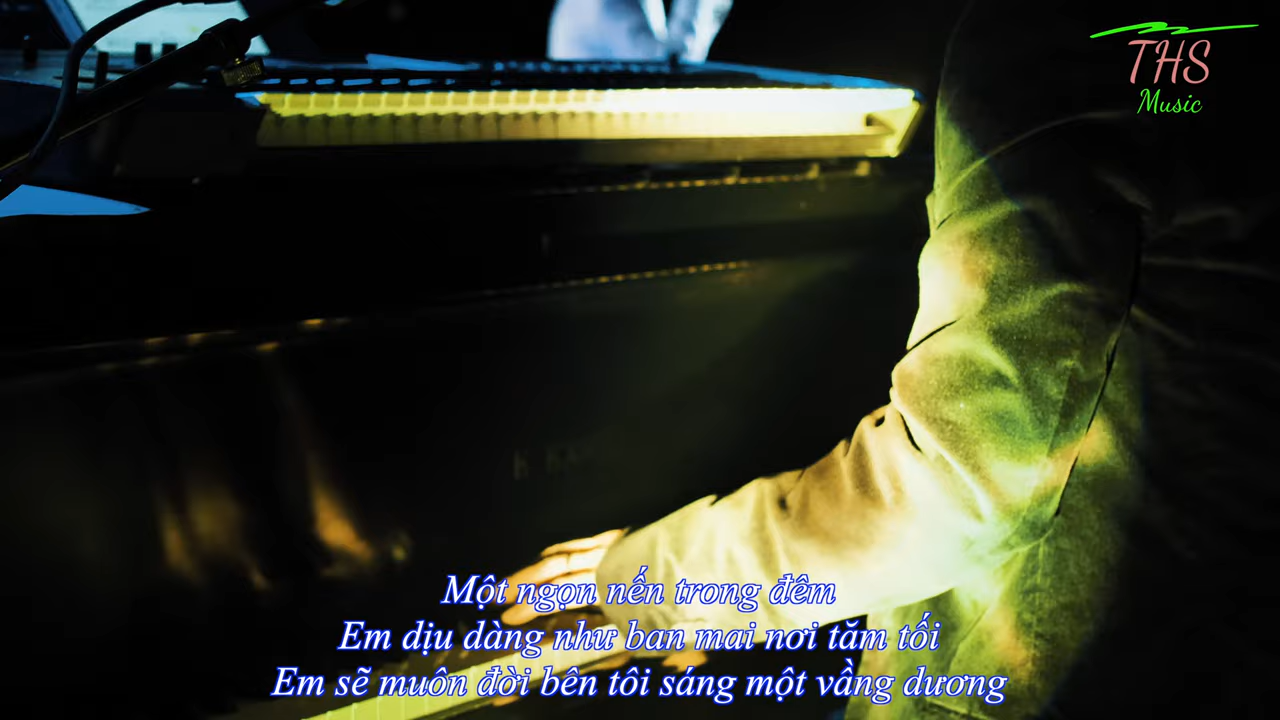 THS
Music
Một ngọn nến trong đêm
Em dịu dàng như ban mai nơi tăm tối
Em sẽ muôn đời bên tôi sáng một vầng dương